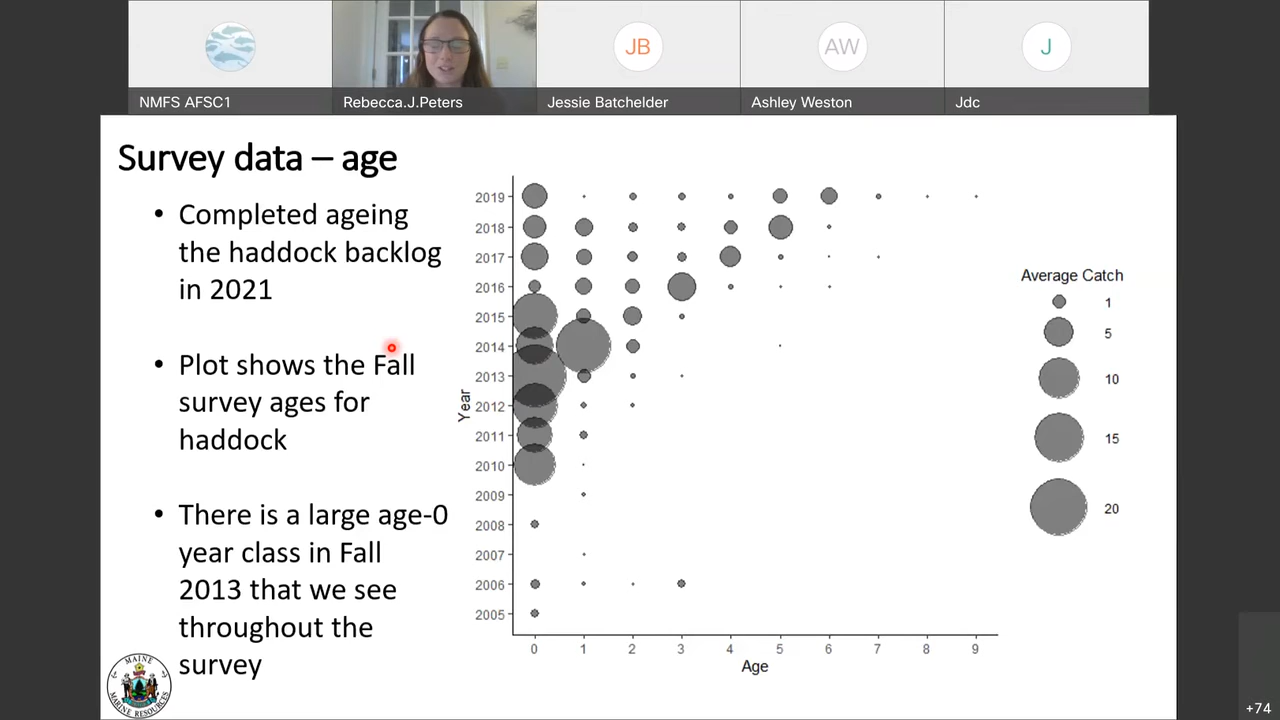 JB
AW
J
NMFS AFSC1
Rebecca.J.Peters
Jessie Batchelder
Ashley Weston
Jdc
Survey data – age
• Completed ageing
the haddock backlog
in 2021
• Plot shows the Fall
survey ages for
haddock
• There is a large age-0
year class in Fall
2013 that we see
throughout the
survey
Year
2019
2018
2017
2016
2015
2014
2013
2012
2011
2010
2009
2008
2007
2006
2005
0 1 2 3 4 5 6 7 8 9
Age
Average Catch
1
5
10
15
20
MAINE
MARINE RESOURCES
+74